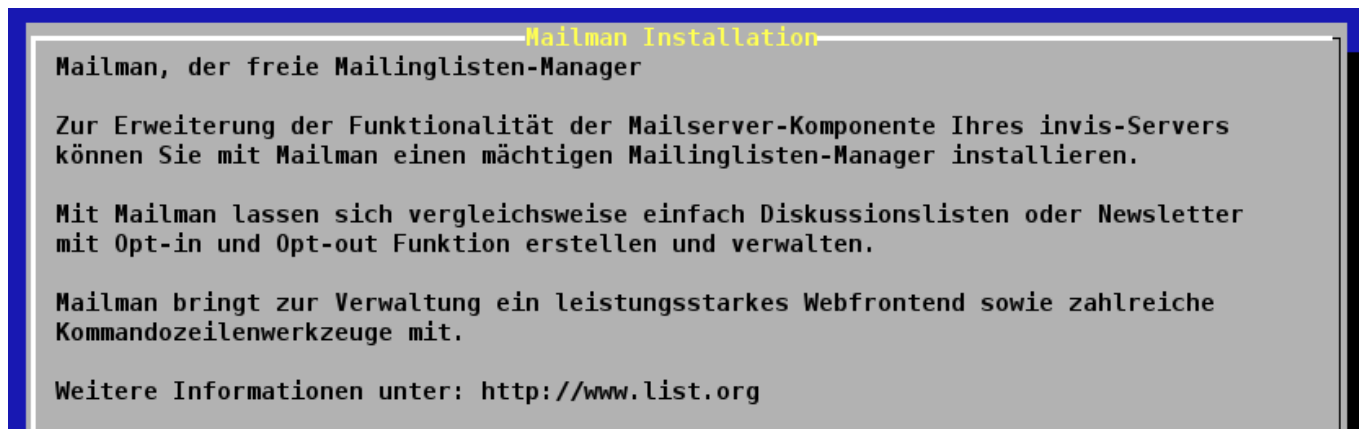 Mailman Installation
Mailman, der freie Mailinglisten-Manager
Zur Erweiterung der Funktionalität der Mailserver-Komponente Ihres invis-Servers
können Sie mit Mailman einen mächtigen Mailinglisten-Manager installieren.
Mit Mailman lassen sich vergleichsweise einfach Diskussionslisten oder Newsletter
mit Opt-in und Opt-out Funktion erstellen und verwalten.
Mailman bringt zur Verwaltung ein leistungsstarkes Webfrontend sowie zahlreiche
Kommandozeilenwerkzeuge mit.
Weitere Informationen unter: http://www.list.org